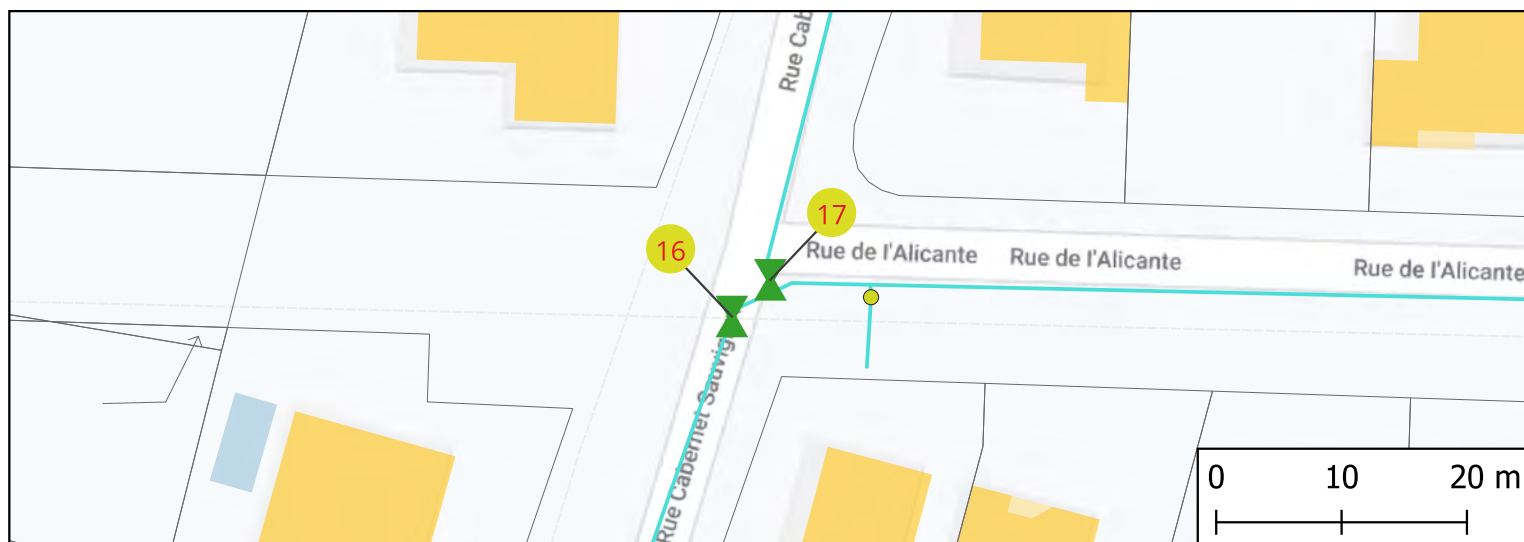 Rue Cab
17
16
Rue de l'Alicante
Rue de l'Alicante
Rue de l'Alicante
Rue Cabernet Sauvig
0 10 20 m